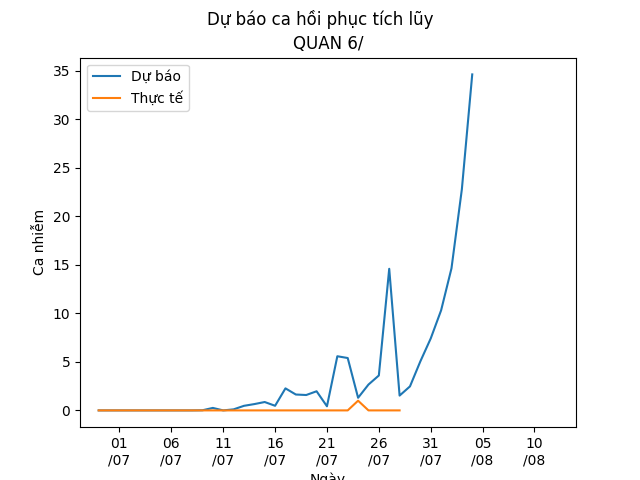 Dự báo ca hồi phục tích lũy
QUAN 6/
Dự báo
Thực tế
Ca nhiễm
35
30
25
20
15
10
5
0
01 06 11 16 21 26 31 05 10
/07 /07 /07 /07 /07 /07 /07 /08 /08
Ngày